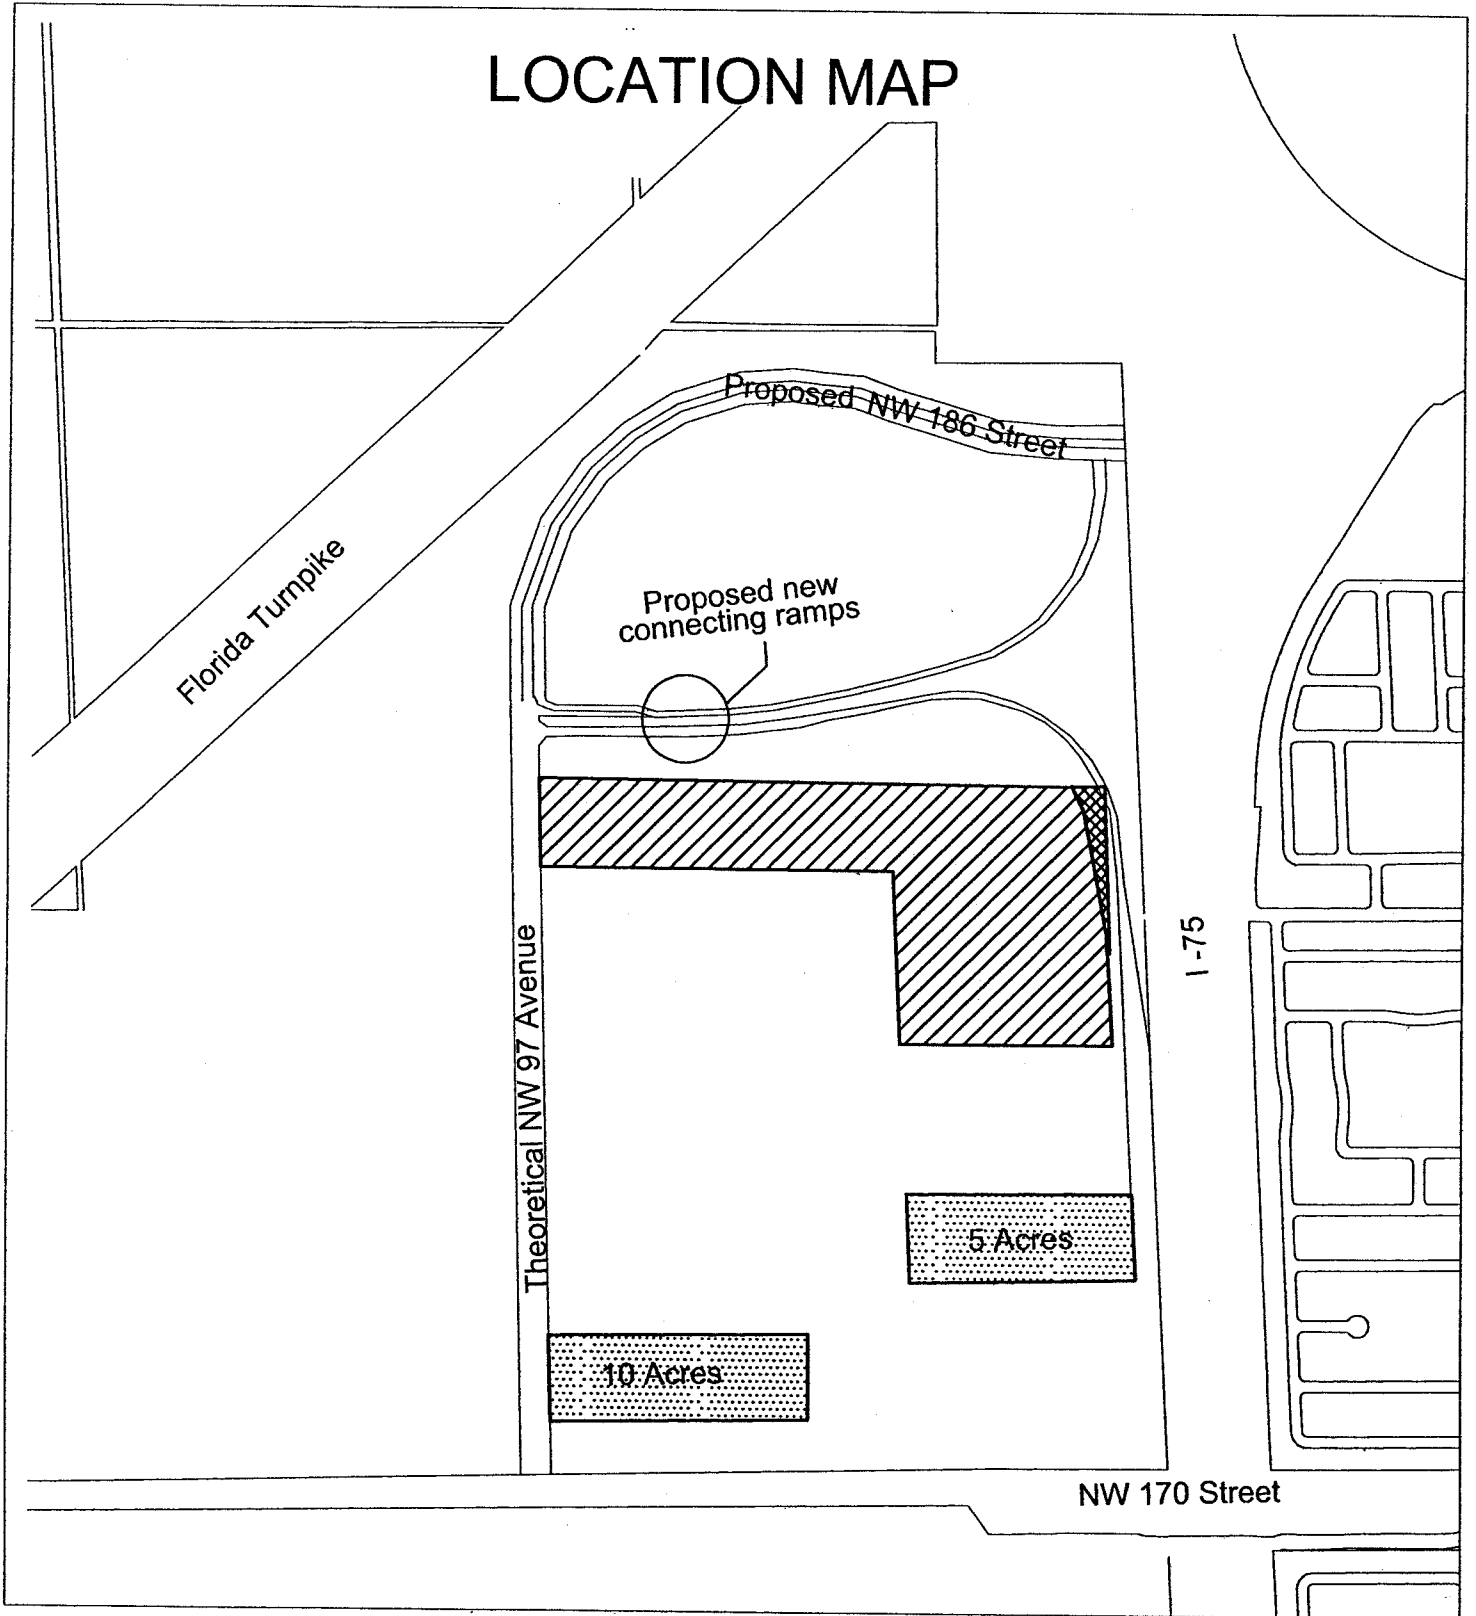 LOCATION MAP
Proposed NW 186 Street
Florida Turnpike
Proposed new
connecting ramps
I-75
Theoretical NW 97 Avenue
5 Acres
10 Acres
NW 170 Street